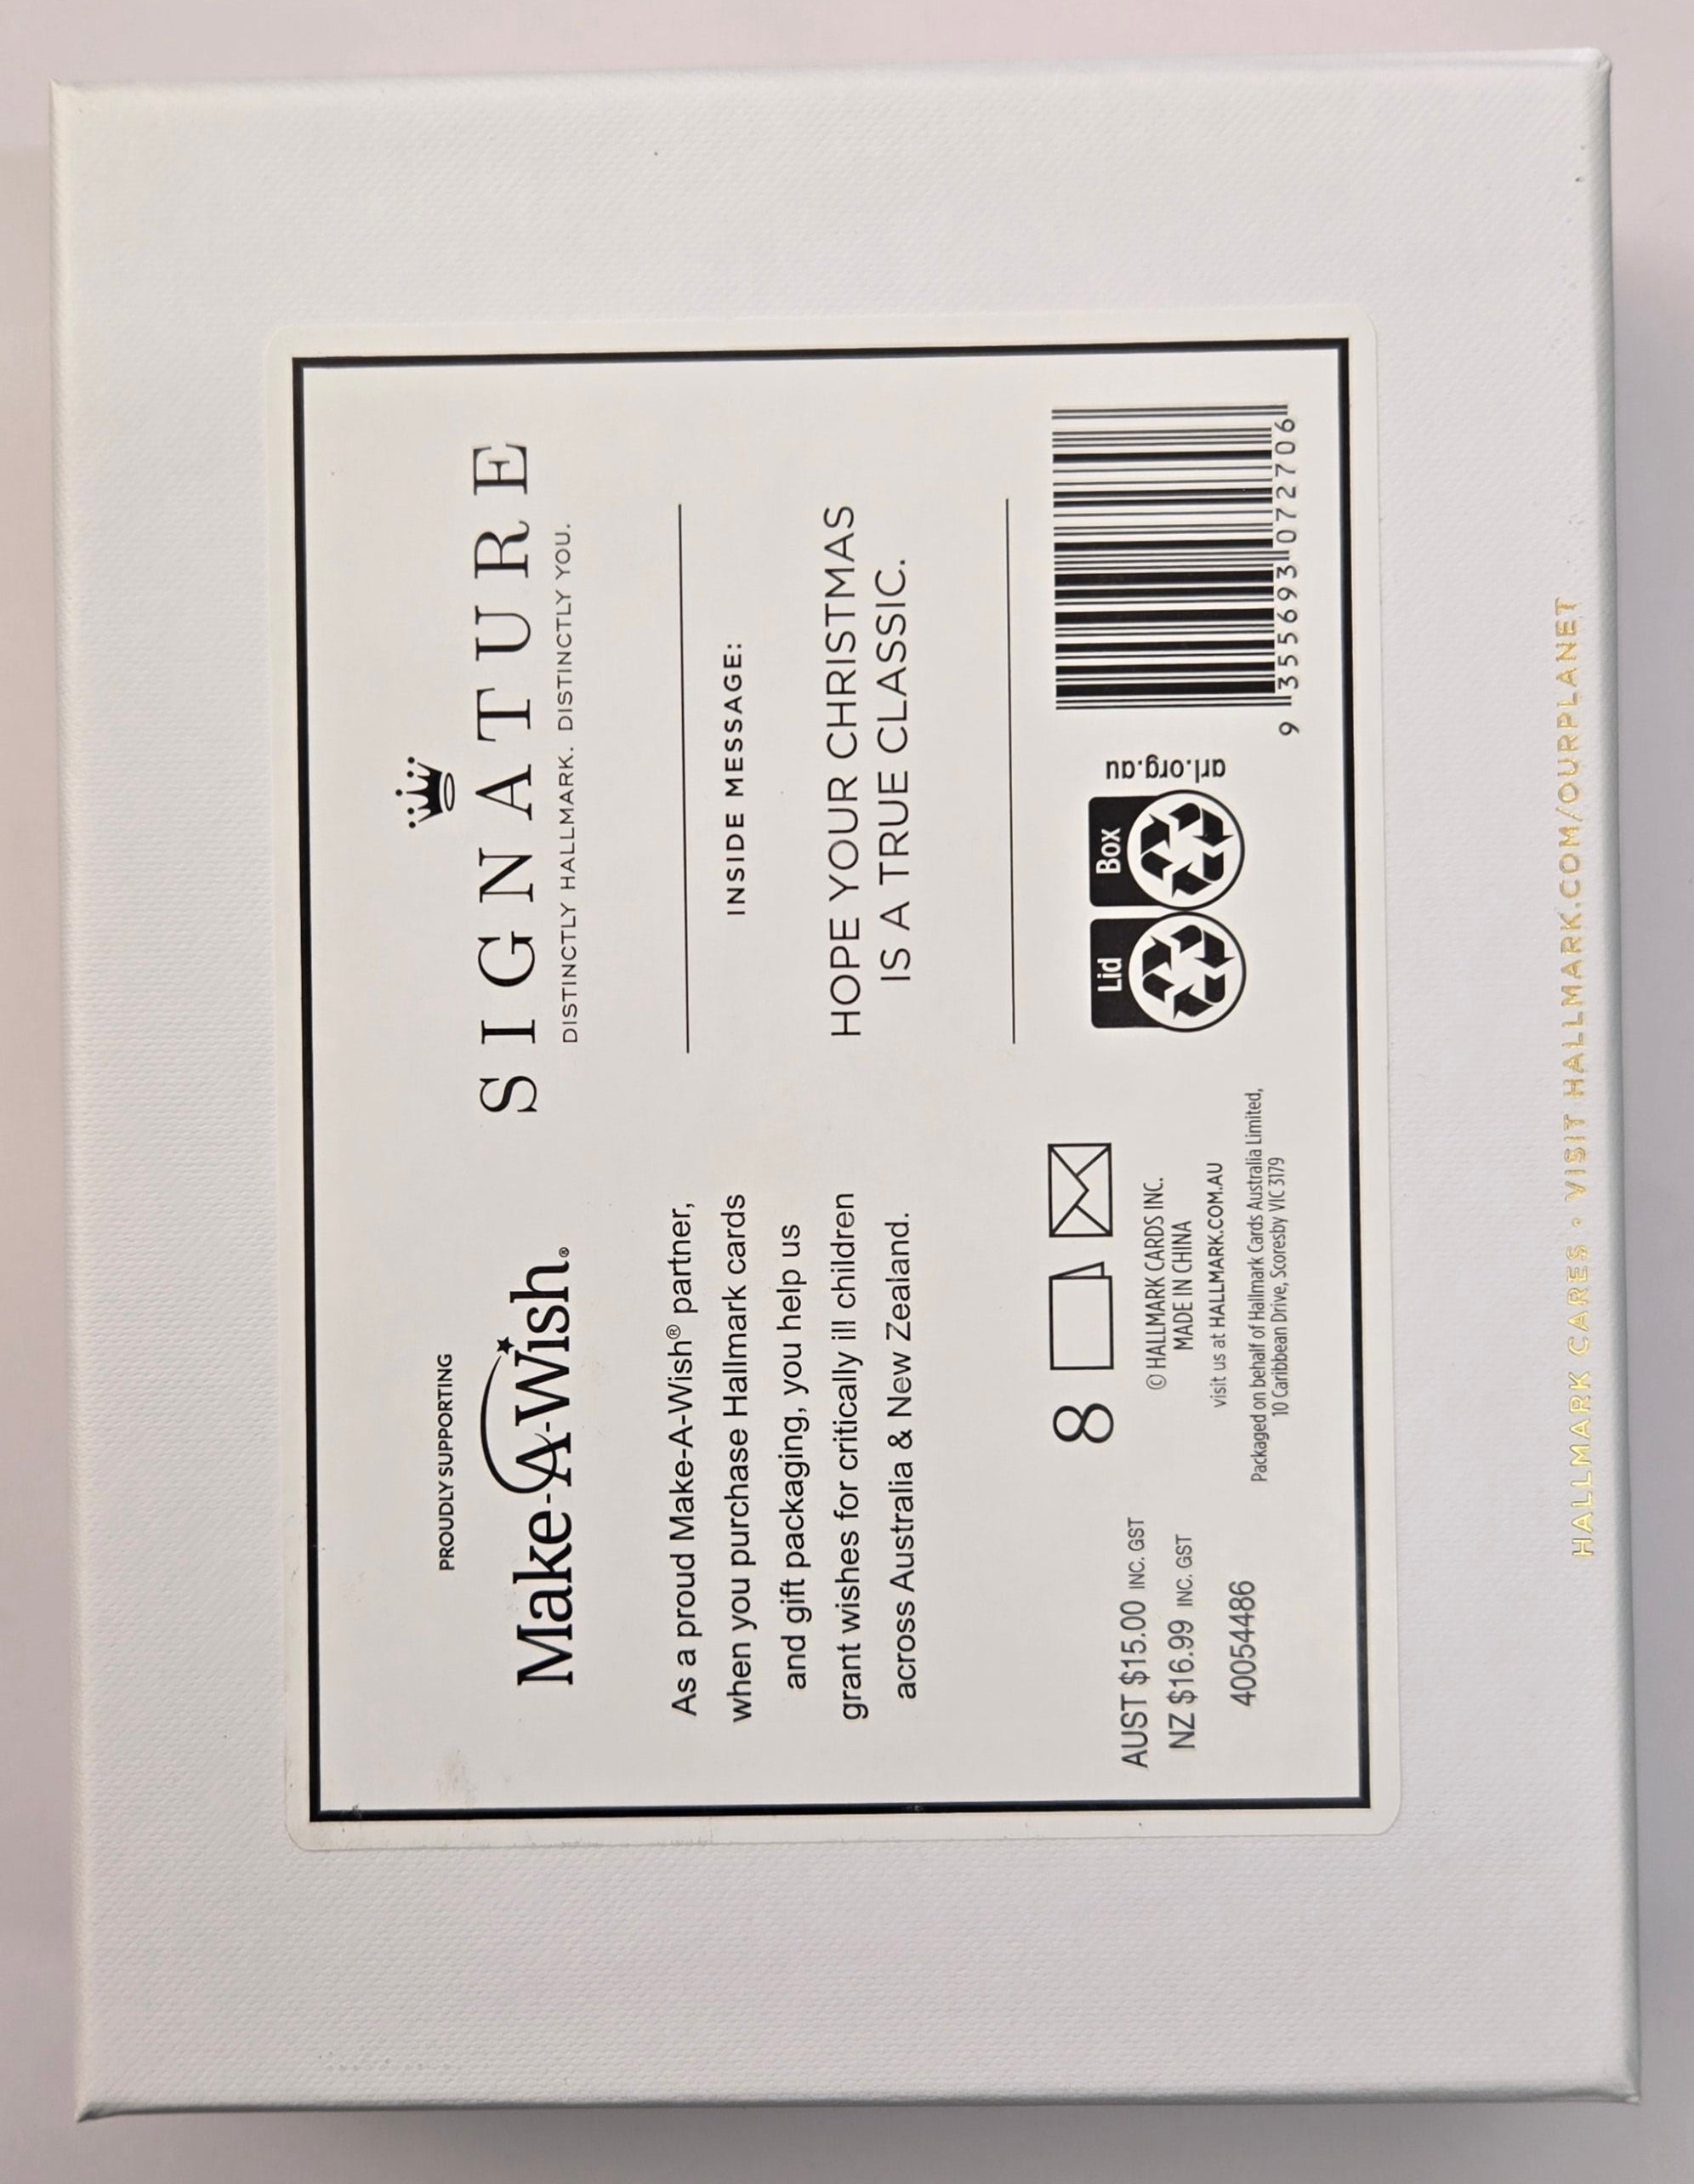 PROUDLY SUPPORTING
Make-A-Wish®
As a proud Make-A-Wish® partner,
when you purchase Hallmark cards
and gift packaging, you help us
grant wishes for critically ill children
across Australia & New Zealand.
SIGNATURE
DISTINCTLY HALLMARK. DISTINCTLY YOU.
INSIDE MESSAGE:
HOPE YOUR CHRISTMAS
IS A TRUE CLASSIC.
AUST $15.00 INC. GST
NZ $16.99 INC. GST
40054486
8
© HALLMARK CARDS INC.
MADE IN CHINA
visit us at HALLMARK.COM.AU
Packaged on behalf of Hallmark Cards Australia Limited,
10 Caribbean Drive, Scoresby VIC 3179
Lid
Box
arl.org.au
9 355693 072706
HALLMARK CARES • VISIT HALLMARK.COM/OURPLANET